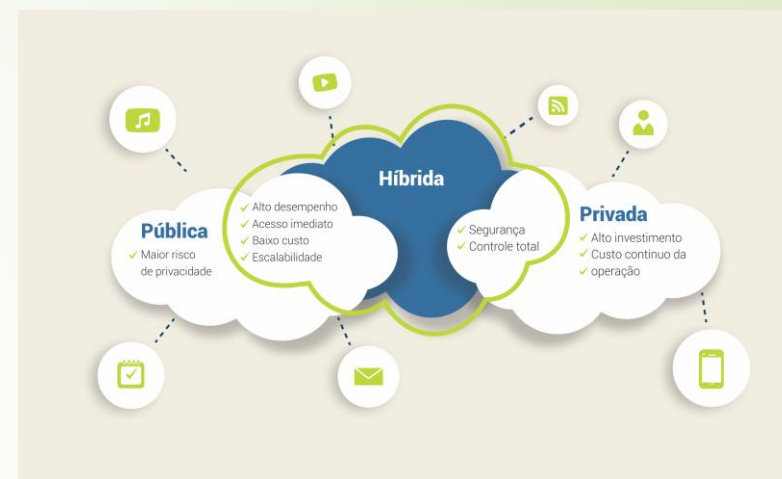 Híbrida
Pública
Maior risco
de privacidade
Alto desempenho
Acesso imediato
Baixo custo
Escalabilidade
Segurança
Controle total
Privada
Alto investimento
Custo continuo da
operação